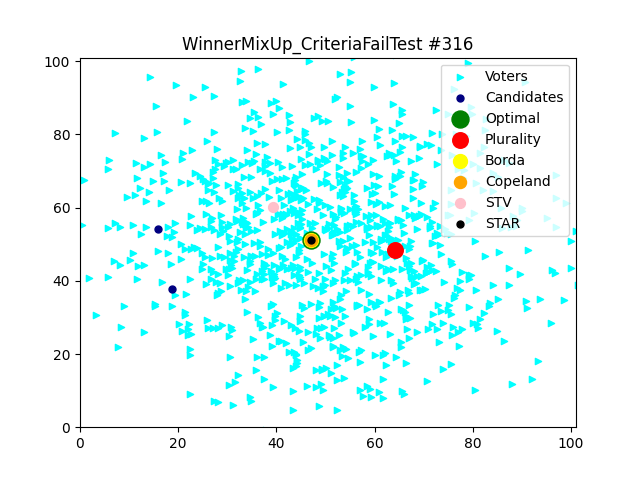 WinnerMixUp_CriteriaFailTest #316
100
80
60
40
20
0
0 20 40 60 80 100
Voters
Candidates
Optimal
Plurality
Borda
Copeland
STV
STAR